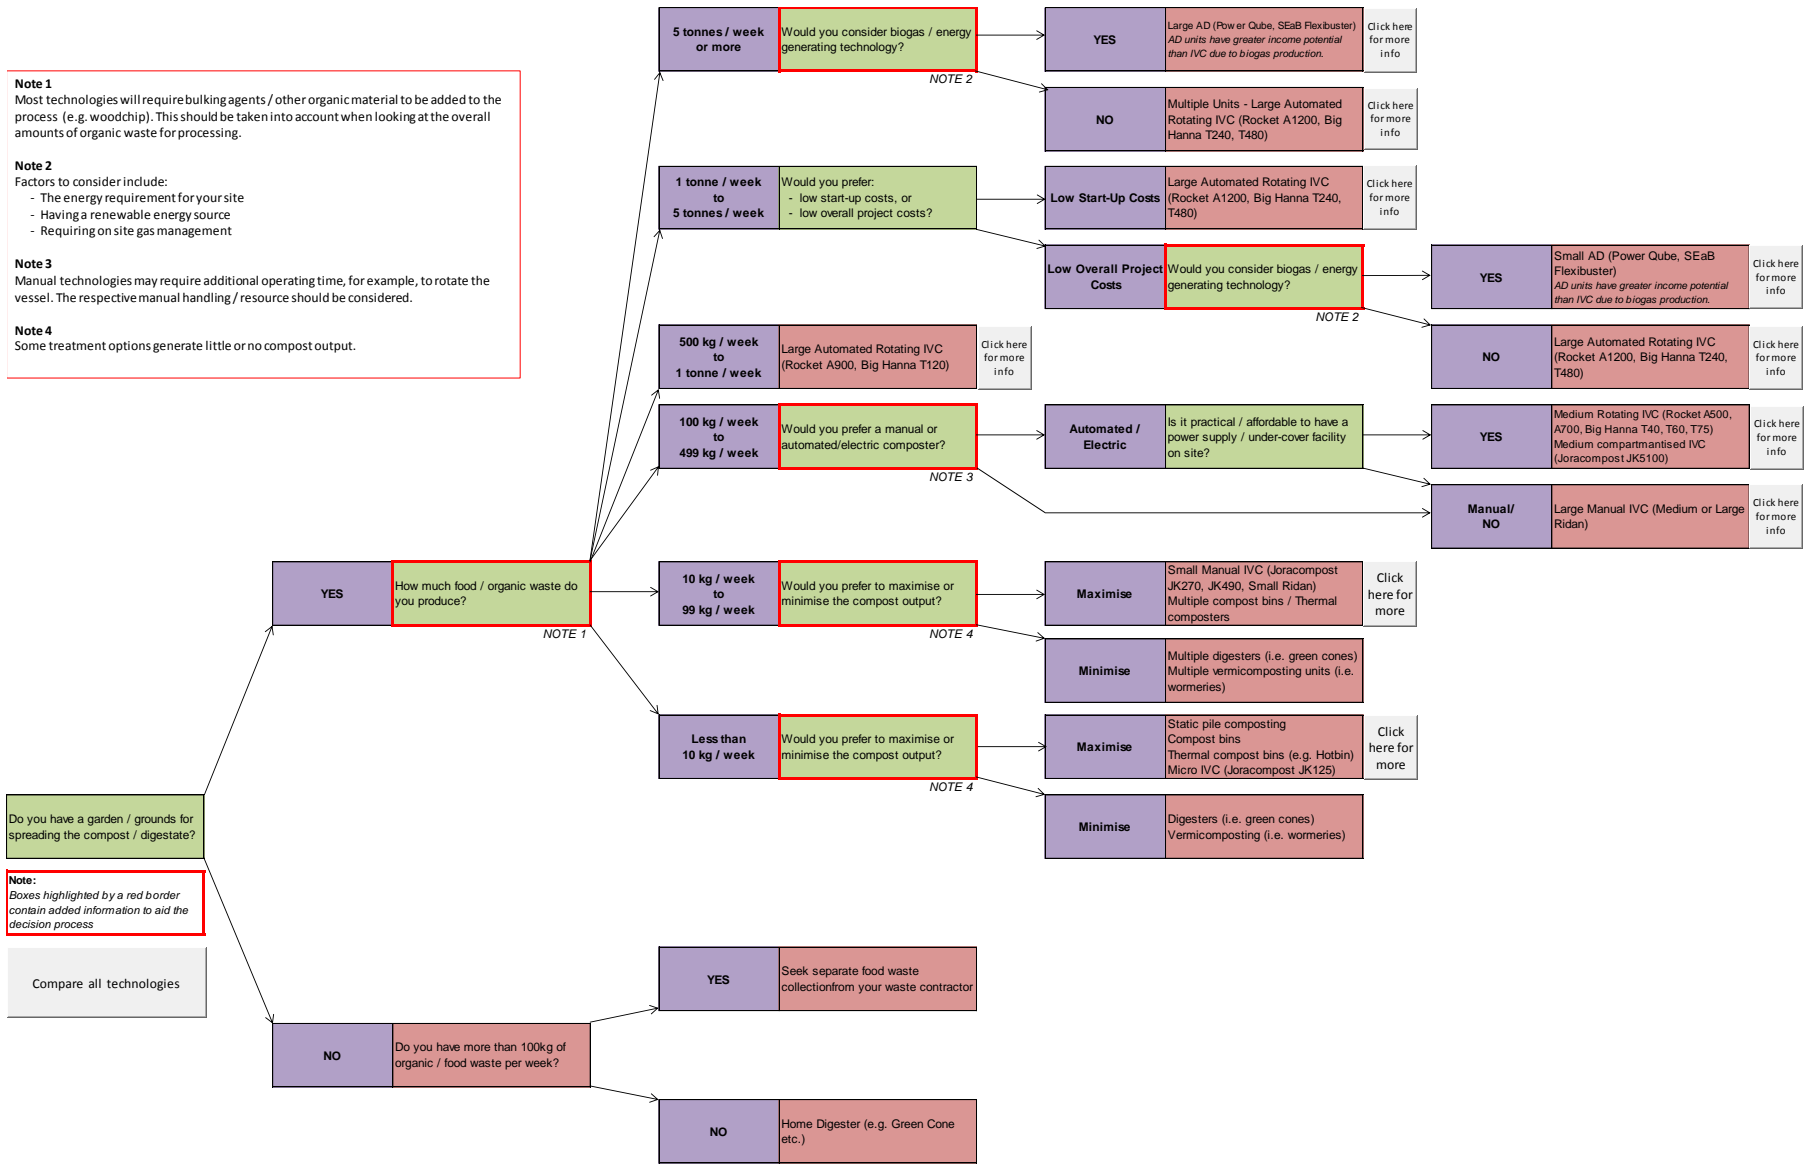 5 tonnes / week
or more
Would you consider biogas / energy
generating technology?
NOTE 2
YES
Large AD (Power Qube, SEaB Flexibuster)
AD units have greater income potential
than IVC due to biogas production.
Click here
for more
info
NO
Multiple Units - Large Automated
Rotating IVC (Rocket A1200, Big
Hanna T240, T480)
Click here
for more
info
Note 1
Most technologies will require bulking agents / other organic material to be added to the
process (e.g. woodchip). This should be taken into account when looking at the overall
amounts of organic waste for processing.
Note 2
Factors to consider include:
- The energy requirement for your site
- Having a renewable energy source
- Requiring on site gas management
Note 3
Manual technologies may require additional operating time, for example, to rotate the
vessel. The respective manual handling / resource should be considered.
Note 4
Some treatment options generate little or no compost output.
1 tonne / week
to
5 tonnes / week
Would you prefer:
- low start-up costs, or
- low overall project costs?
Low Start-Up Costs
Large Automated Rotating IVC
(Rocket A1200, Big Hanna T240,
T480)
Click here
for more
info
Low Overall Project
Costs
Would you consider biogas / energy
generating technology?
NOTE 2
YES
Small AD (Power Qube, SEaB
Flexibuster)
AD units have greater income potential
than IVC due to biogas production.
Click here
for more
info
NO
Large Automated Rotating IVC
(Rocket A1200, Big Hanna T240,
T480)
Click here
for more
info
500 kg / week
to
1 tonne / week
Large Automated Rotating IVC
(Rocket A900, Big Hanna T120)
Click here
for more
info
100 kg / week
to
499 kg / week
Would you prefer a manual or
automated/electric composter?
NOTE 3
Automated /
Electric
Is it practical / affordable to have a
power supply / under-cover facility
on site?
YES
Medium Rotating IVC (Rocket A500,
A700, Big Hanna T40, T60, T75)
Medium compartmantised IVC
(Joracompost JK5100)
Click here
for more
info
Manual/
NO
Large Manual IVC (Medium or Large
Ridan)
Click here
for more
info
YES
How much food / organic waste do
you produce?
NOTE 1
10 kg / week
to
99 kg / week
Would you prefer to maximise or
minimise the compost output?
NOTE 4
Maximise
Small Manual IVC (Joracompost
JK270, JK490, Small Ridan)
Multiple compost bins / Thermal
composters
Click
here for
more
Minimise
Multiple digesters (i.e. green cones)
Multiple vermicomposting units (i.e.
wormeries)
Less than
10 kg / week
Would you prefer to maximise or
minimise the compost output?
NOTE 4
Maximise
Static pile composting
Compost bins
Thermal compost bins (e.g. Hotbin)
Micro IVC (Joracompost JK125)
Click
here for
more
Minimise
Digesters (i.e. green cones)
Vermicomposting (i.e. wormeries)
Do you have a garden / grounds for
spreading the compost / digestate?
Note:
Boxes highlighted by a red border
contain added information to aid the
decision process
Compare all technologies
NO
Do you have more than 100kg of
organic / food waste per week?
YES
Seek separate food waste
collectionfrom your waste contractor
NO
Home Digester (e.g. Green Cone
etc.)